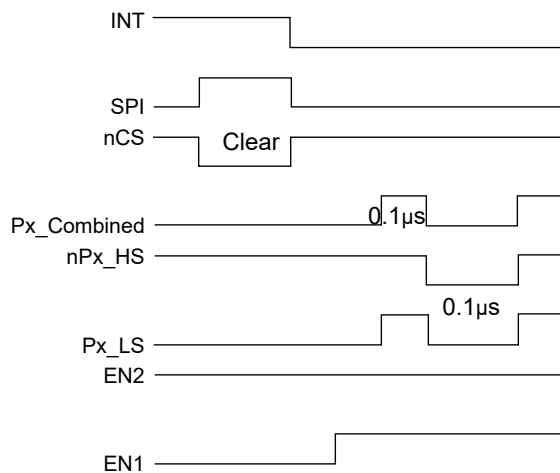 INT
SPI
nCS
Clear
Px_Combined
0.1µs
nPx_HS
0.1µs
Px_LS
EN2
EN1